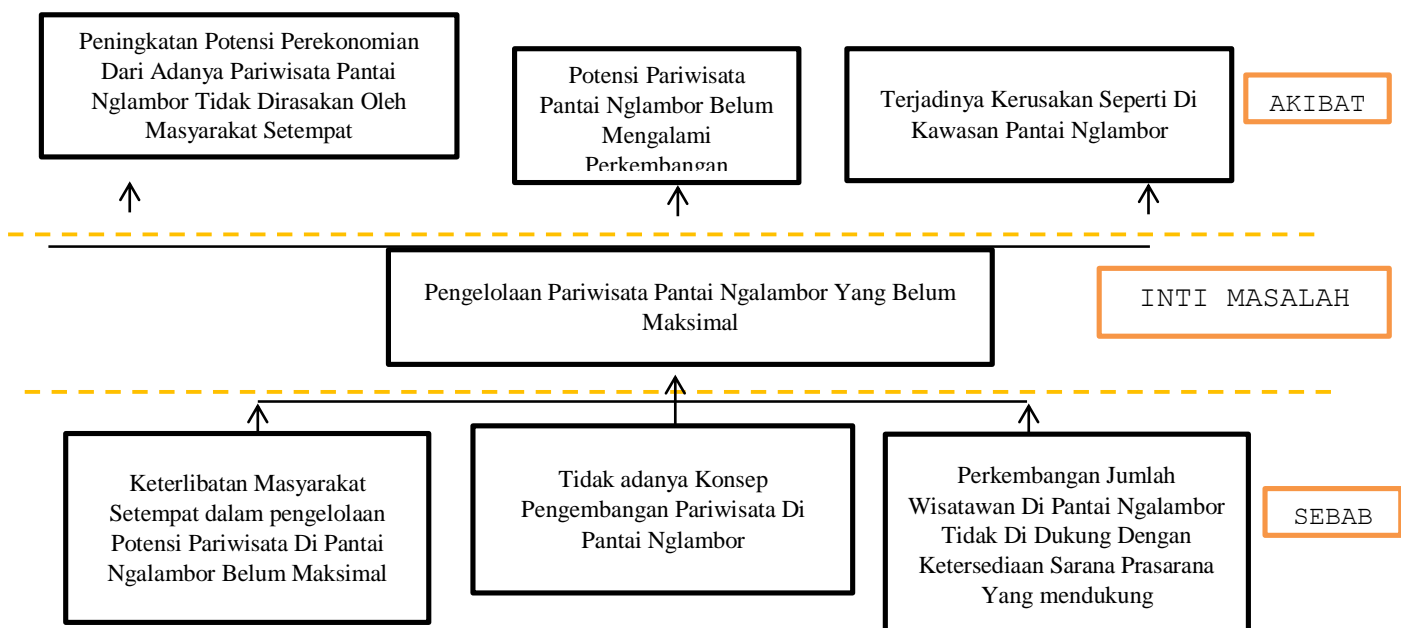 Peningkatan Potensi Perekonomian
Dari Adanya Pariwisata Pantai
Nglambor Tidak Dirasakan Oleh
Masyarakat Setempat
Potensi Pariwisata
Pantai Nglambor Belum
Mengalami
Perkembangan
Terjadinya Kerusakan Seperti Di
Kawasan Pantai Nglambor
AKIBAT
Pengelolaan Pariwisata Pantai Ngalambor Yang Belum
Maksimal
INTI MASALAH
Keterlibatan Masyarakat
Setempat dalam pengelolaan
Potensi Pariwisata Di Pantai
Ngalambor Belum Maksimal
Tidak adanya Konsep
Pengembangan Pariwisata Di
Pantai Nglambor
Perkembangan Jumlah
Wisatawan Di Pantai Ngalambor
Tidak Di Dukung Dengan
Ketersediaan Sarana Prasarana
Yang mendukung
SEBAB